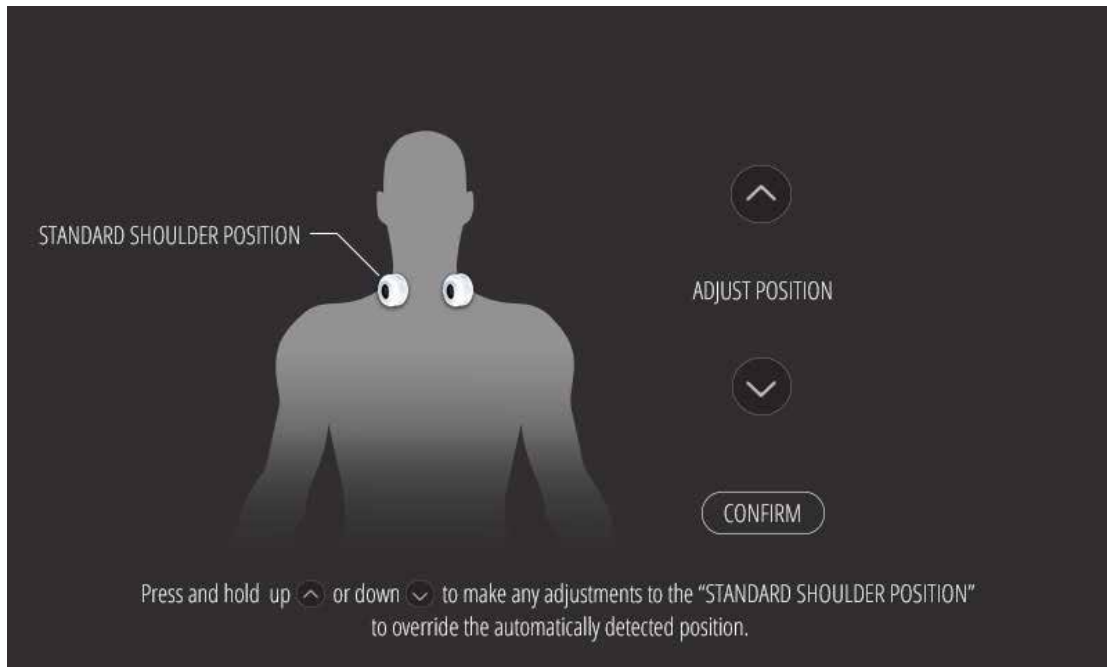 STANDARD SHOULDER POSITION
ADJUST POSITION
CONFIRM
Press and hold up or down to make any adjustments to the “STANDARD SHOULDER POSITION”
to override the automatically detected position.